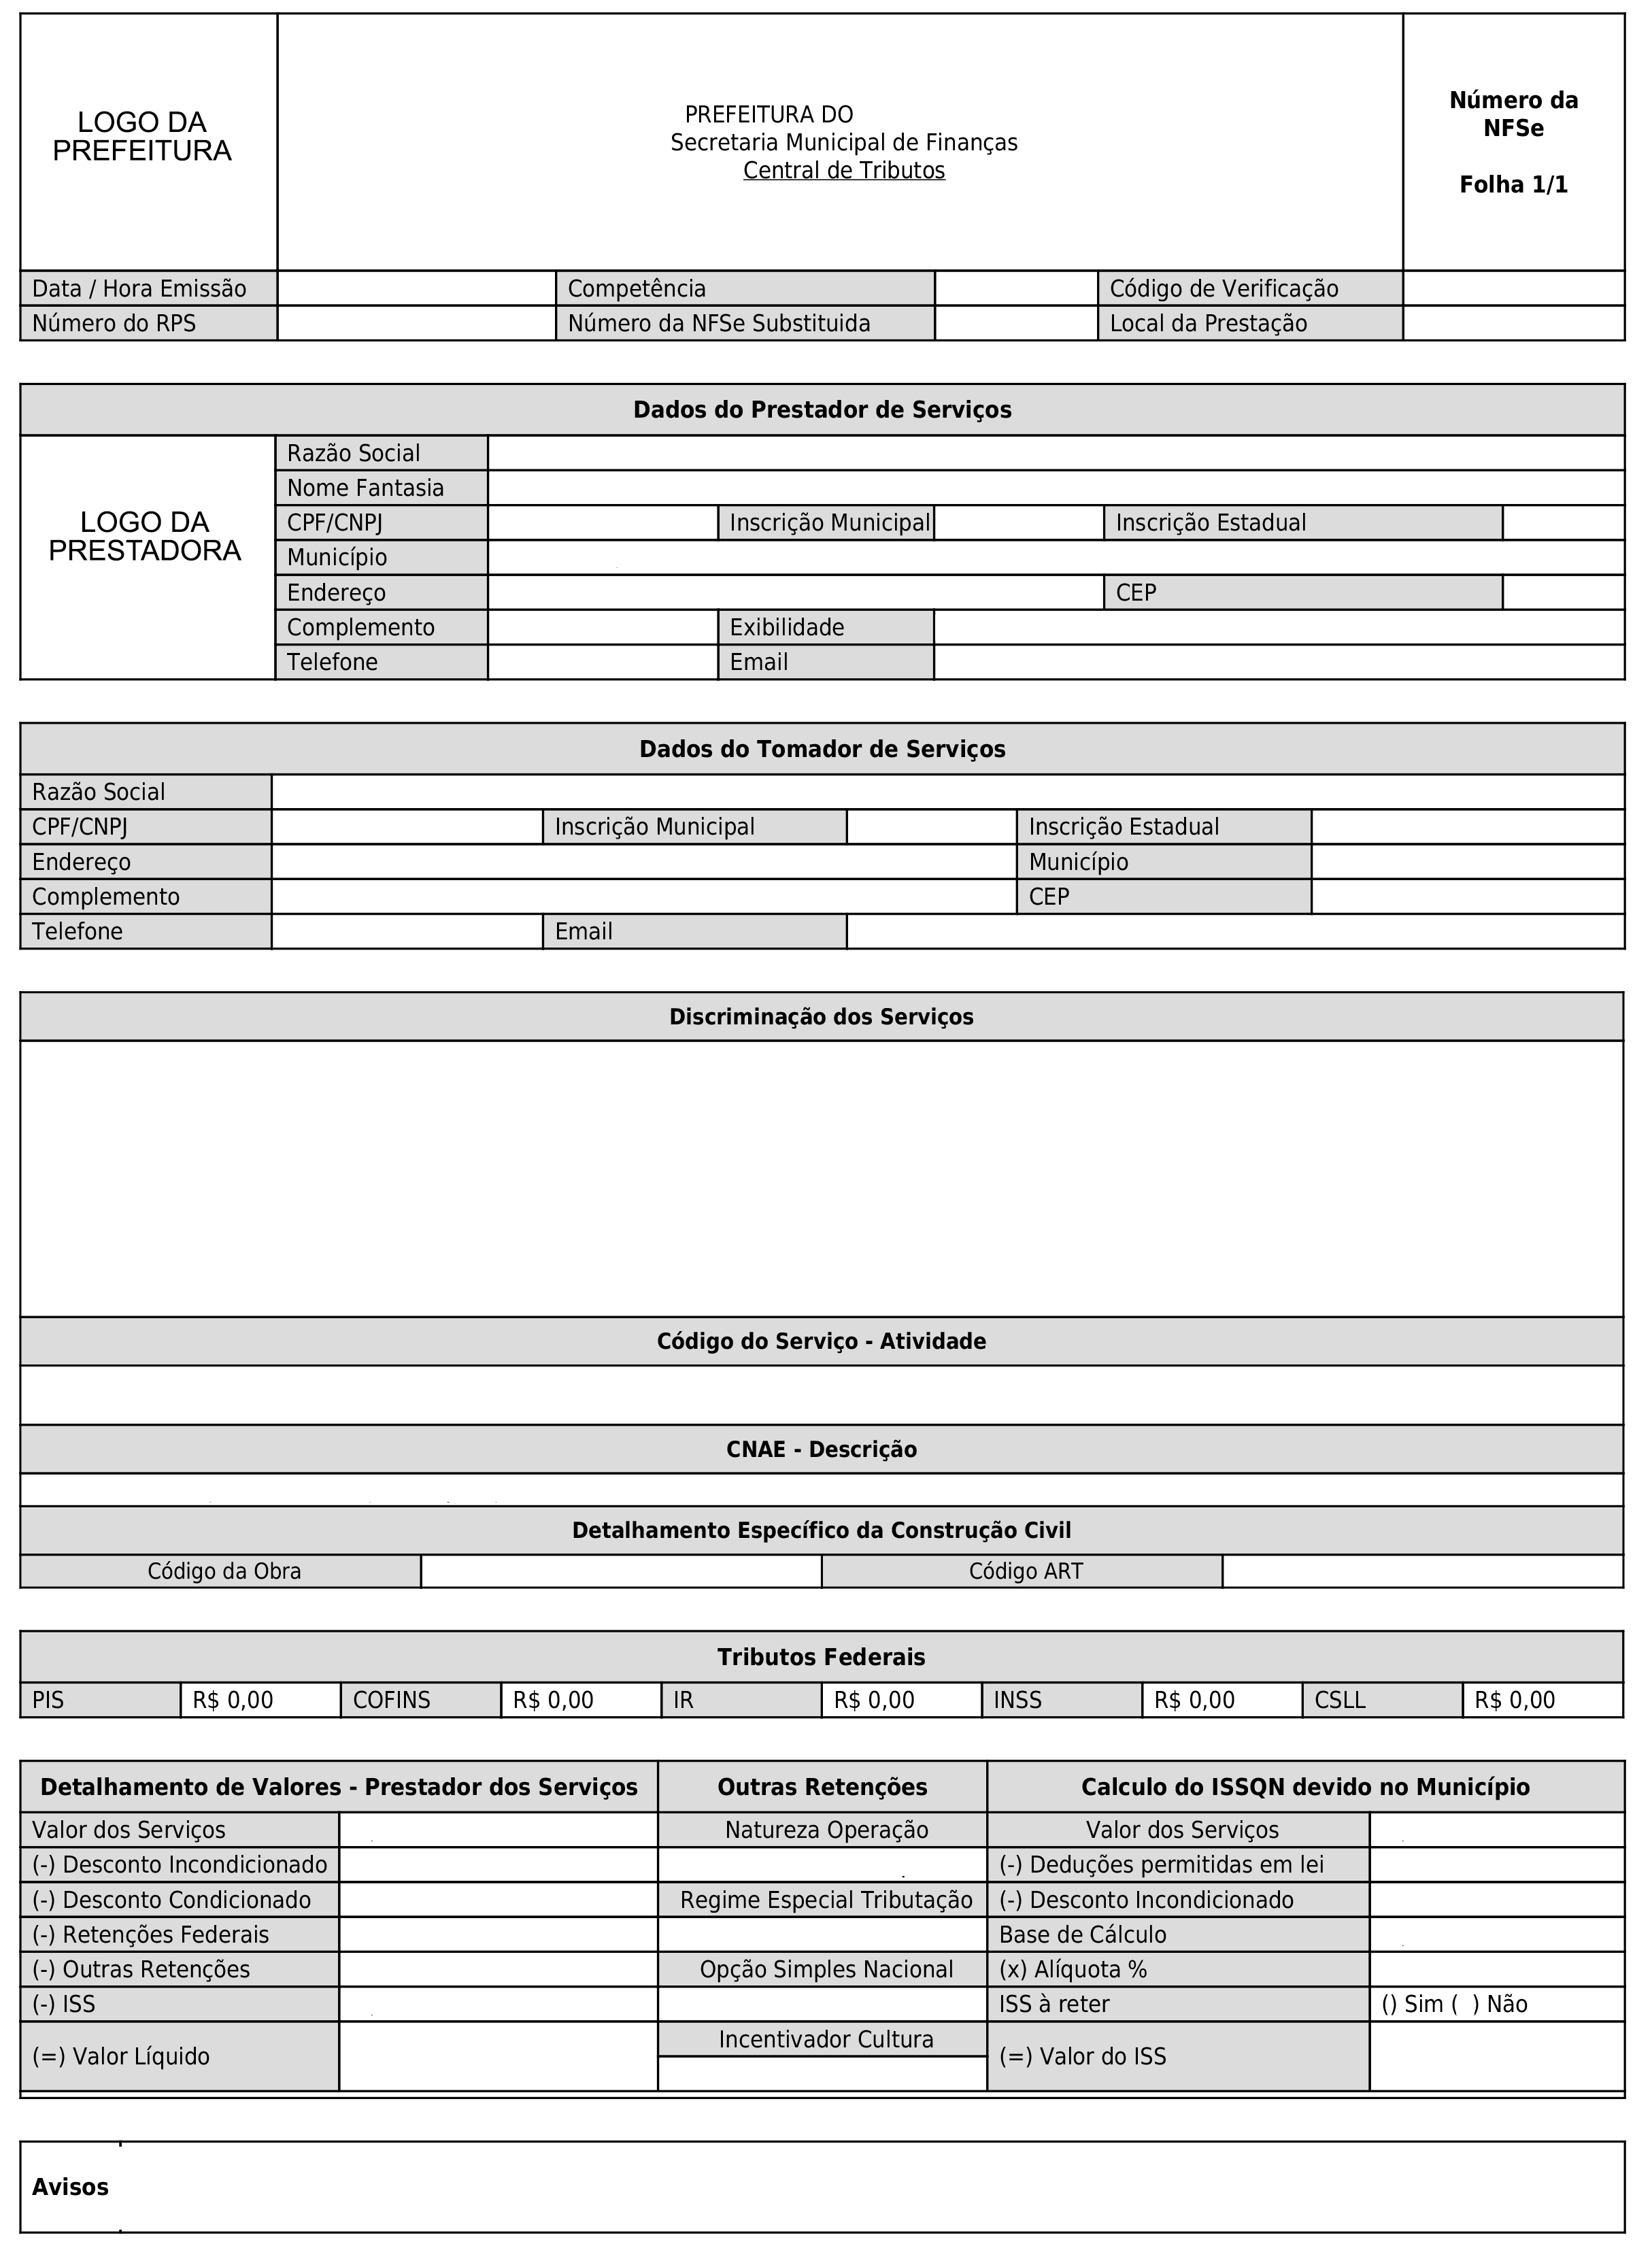 LOGO DA
PREFEITURA
PREFEITURA DO
Secretaria Municipal de Finanças
Central de Tributos
Número da
NFSe
Folha 1/1
Data / Hora Emissão Competência Código de Verificação
Número do RPS Número da NFSe Substituida Local da Prestação
Dados do Prestador de Serviços
LOGO DA
PRESTADORA
Razão Social
Nome Fantasia
CPF/CNPJ Inscrição Municipal Inscrição Estadual
Município
Endereço CEP
Complemento Exibilidade
Telefone Email
Dados do Tomador de Serviços
Razão Social
CPF/CNPJ Inscrição Municipal Inscrição Estadual
Endereço Município
Complemento CEP
Telefone Email
Discriminação dos Serviços
Código do Serviço - Atividade
CNAE - Descrição
Detalhamento Específico da Construção Civil
Código da Obra Código ART
Tributos Federais
PIS R$ 0,00 COFINS R$ 0,00 IR R$ 0,00 INSS R$ 0,00 CSLL R$ 0,00
Detalhamento de Valores - Prestador dos Serviços Outras Retenções Calculo do ISSQN devido no Município
Valor dos Serviços Natureza Operação Valor dos Serviços
(-) Desconto Incondicionado (-) Deduções permitidas em lei
(-) Desconto Condicionado Regime Especial Tributação (-) Desconto Incondicionado
(-) Retenções Federais Base de Cálculo
(-) Outras Retenções Opção Simples Nacional (x) Alíquota %
(-) ISS ISS à reter () Sim ( ) Não
Incentivador Cultura
(=) Valor Líquido (=) Valor do ISS
Avisos